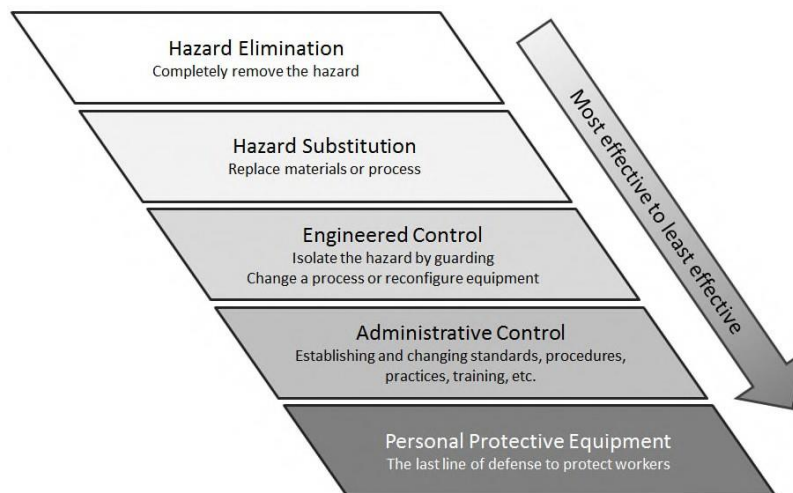 Hazard Elimination
Completely remove the hazard
Hazard Substitution
Replace materials or process
Engineered Control
Isolate the hazard by guarding
Change a process or reconfigure equipment
Administrative Control
Establishing and changing standards, procedures,
practices, training, etc.
Personal Protective Equipment
The last line of defense to protect workers
Most effective to least effective